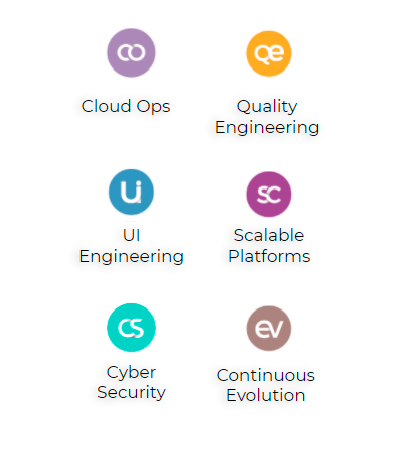 co
qe
Cloud Ops
Quality
Engineering
ui
sc
UI
Engineering
Scalable
Platforms
cs
ev
Cyber
Security
Continuous
Evolution